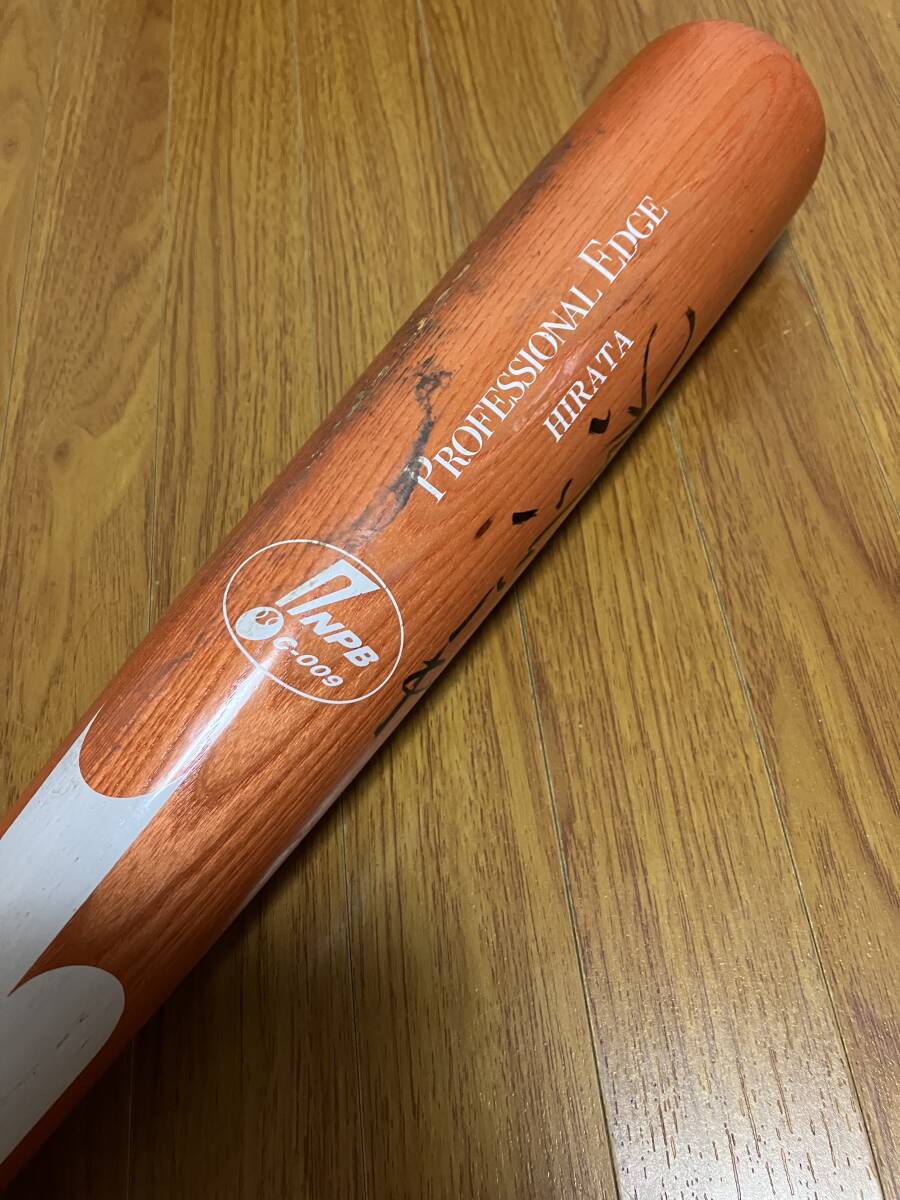 PROFESSIONAL EDGE
HIRATA
NPB
C-009